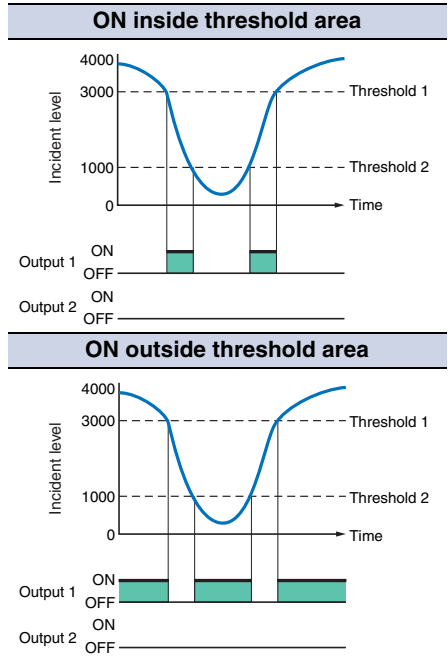 ON inside threshold area
4000
3000
Threshold 1
Incident level
1000
Threshold 2
0
Time
Output 1
ON
OFF
Output 2
ON
OFF
ON outside threshold area
4000
3000
Threshold 1
Incident level
1000
Threshold 2
0
Time
Output 1
ON
OFF
Output 2
ON
OFF